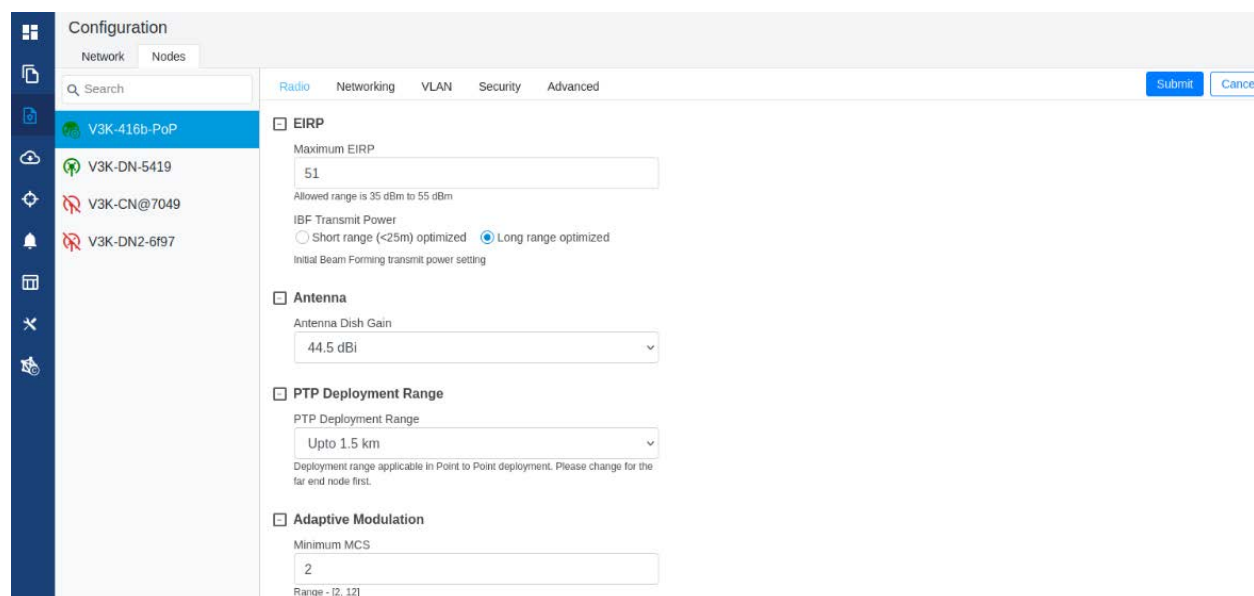 Configuration
Network Nodes
Search
Radio Networking VLAN Security Advanced Submit Cance
V3K-416b-PoP
V3K-DN-5419
V3K-CN@7049
V3K-DN2-6f97
EIRP
Maximum EIRP
51
Allowed range is 35 dBm to 55 dBm
IBF Transmit Power
Short range (<25m) optimized Long range optimized
Initial Beam Forming transmit power setting
Antenna
Antenna Dish Gain
44.5 dBi
PTP Deployment Range
PTP Deployment Range
Upto 1.5 km
Deployment range applicable in Point to Point deployment. Please change for the
far end node first.
Adaptive Modulation
Minimum MCS
2
Range - [2, 12]